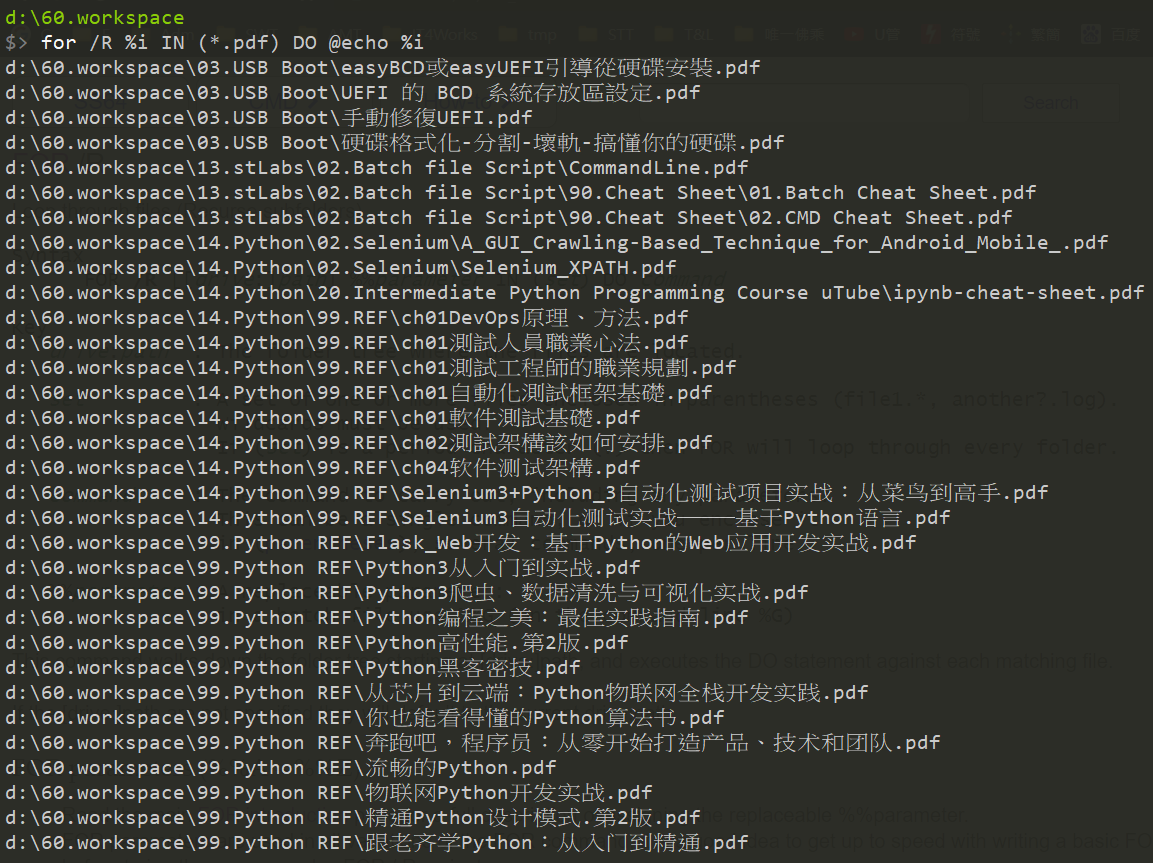 d:\60.workspace
$> for /R %i IN (*.pdf) DO @echo %i
d:\60.workspace\03.USB Boot\easyBCD或easyUEFI引導從硬碟安裝.pdf
d:\60.workspace\03.USB Boot\UEFI 的 BCD 系統存放區設定.pdf
d:\60.workspace\03.USB Boot\手動修復UEFI.pdf
d:\60.workspace\03.USB Boot\硬碟格式化-分割-壞軌-搞懂你的硬碟.pdf
d:\60.workspace\13.stLabs\02.Batch file Script\CommandLine.pdf
d:\60.workspace\13.stLabs\02.Batch file Script\90.Cheat Sheet\01.Batch Cheat Sheet.pdf
d:\60.workspace\13.stLabs\02.Batch file Script\90.Cheat Sheet\02.CMD Cheat Sheet.pdf
d:\60.workspace\14.Python\02.Selenium\A_GUI_Crawling-Based_Technique_for_Android_Mobile_.pdf
d:\60.workspace\14.Python\02.Selenium\Selenium_XPATH.pdf
d:\60.workspace\14.Python\20.Intermediate Python Programming Course uTube\ipynb-cheat-sheet.pdf
d:\60.workspace\14.Python\99.REF\ch01DevOps原理、方法.pdf
d:\60.workspace\14.Python\99.REF\ch01測試人員職業心法.pdf
d:\60.workspace\14.Python\99.REF\ch01測試工程師的職業規劃.pdf
d:\60.workspace\14.Python\99.REF\ch01自動化測試框架基礎.pdf
d:\60.workspace\14.Python\99.REF\ch01軟件測試基礎.pdf
d:\60.workspace\14.Python\99.REF\ch02測試架構該如何安排.pdf
d:\60.workspace\14.Python\99.REF\ch04软件测试架構.pdf
d:\60.workspace\14.Python\99.REF\Selenium3+Python_3自动化测试项目实战：从菜鸟到高手.pdf
d:\60.workspace\14.Python\99.REF\Selenium3自动化测试实战——基于Python语言.pdf
d:\60.workspace\99.Python REF\Flask_Web开发：基于Python的Web应用开发实战.pdf
d:\60.workspace\99.Python REF\Python3从入门到实战.pdf
d:\60.workspace\99.Python REF\Python3爬虫、数据清洗与可视化实战.pdf
d:\60.workspace\99.Python REF\Python编程之美：最佳实践指南.pdf
d:\60.workspace\99.Python REF\Python高性能.第2版.pdf
d:\60.workspace\99.Python REF\Python黑客密技.pdf
d:\60.workspace\99.Python REF\从芯片到云端：Python物联网全栈开发实践.pdf
d:\60.workspace\99.Python REF\你也能看得懂的Python算法书.pdf
d:\60.workspace\99.Python REF\奔跑吧，程序员：从零开始打造产品、技术和团队.pdf
d:\60.workspace\99.Python REF\流畅的Python.pdf
d:\60.workspace\99.Python REF\物联网Python开发实战.pdf
d:\60.workspace\99.Python REF\精通Python设计模式.第2版.pdf
d:\60.workspace\99.Python REF\跟老齐学Python：从入门到精通.pdf